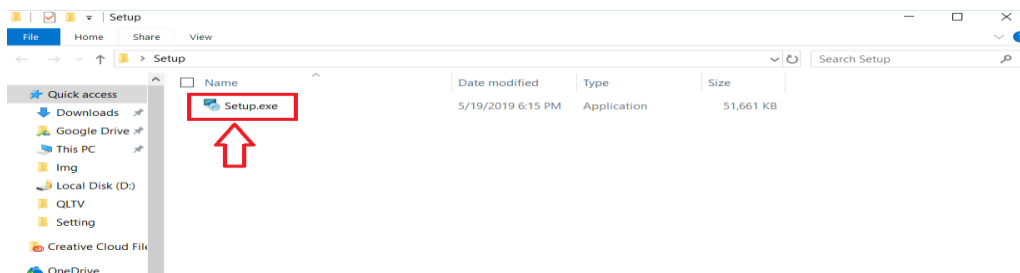 Setup
File Home Share View
Setup Search Setup
Name Date modified Type Size
Setup.exe 5/19/2019 6:15 PM Application 51,661 KB
Quick access
Downloads
Google Drive
This PC
Img
Local Disk (D:)
QLTV
Setting
Creative Cloud File
OneDrive